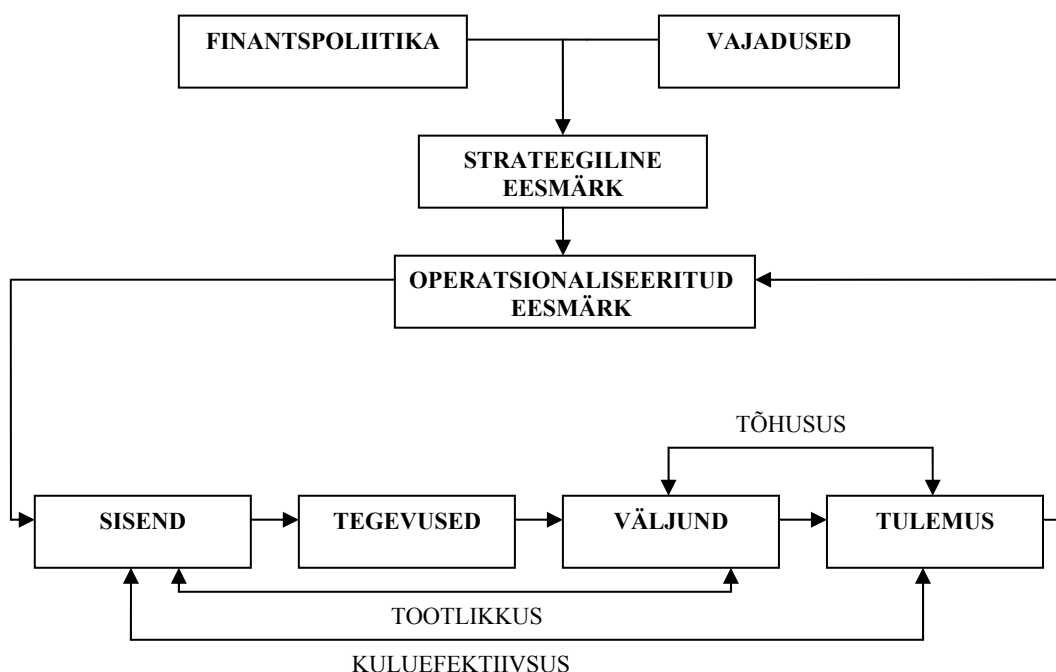 FINANTSPOLIITIKA
VAJADUSED
STRATEEGILINE
EESMÄRK
OPERATSIONALISEERITUD
EESMÄRK
TÕHUSUS
SISEND
TEGEVUSED
VÄLJUND
TULEMUS
TOOTLIKKUS
KULUEFEKTIIVSUS